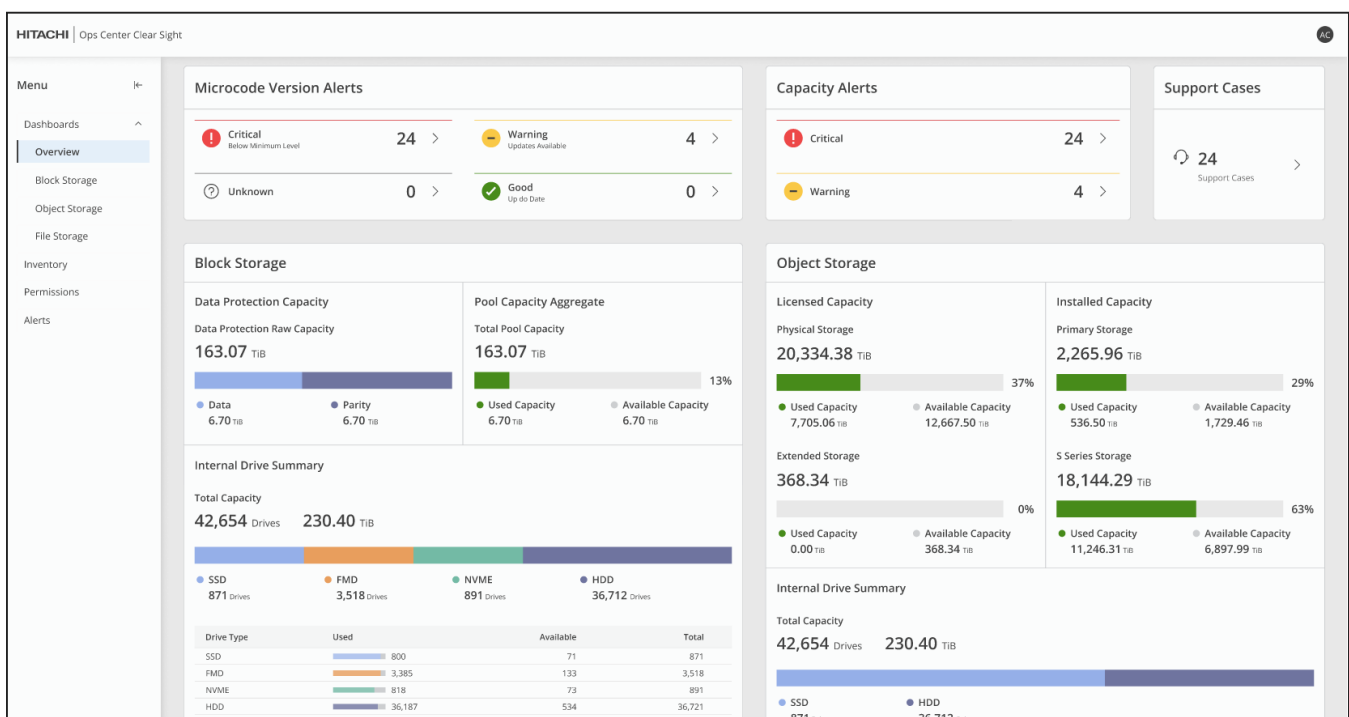 HITACHI Ops Center Clear Sight
AC
Menu
Dashboards
Overview
Block Storage
Object Storage
File Storage
Inventory
Permissions
Alerts
Microcode Version Alerts
Critical
Below Minimum Level
24
Warning
Updates Available
4
Unknown
0
Good
Up do Date
0
Capacity Alerts
Critical
24
Warning
4
Support Cases
24
Support Cases
Block Storage
Data Protection Capacity
Data Protection Raw Capacity
163.07 TiB
Data
6.70 TiB
Parity
6.70 TiB
Pool Capacity Aggregate
Total Pool Capacity
163.07 TiB
13%
Used Capacity
6.70 TiB
Available Capacity
6.70 TiB
Internal Drive Summary
Total Capacity
42,654 Drives 230.40 TiB
SSD
871 Drives
FMD
3,518 Drives
NVME
891 Drives
HDD
36,712 Drives
Drive Type Used Available Total
SSD 800 71 871
FMD 3,385 133 3,518
NVME 818 73 891
HDD 36,187 534 36,721
Object Storage
Licensed Capacity
Physical Storage
20,334.38 TiB
37%
Used Capacity
7,705.06 TiB
Available Capacity
12,667.50 TiB
Extended Storage
368.34 TiB
0%
Used Capacity
0.00 TiB
Available Capacity
368.34 TiB
Installed Capacity
Primary Storage
2,265.96 TiB
29%
Used Capacity
536.50 TiB
Available Capacity
1,729.46 TiB
S Series Storage
18,144.29 TiB
63%
Used Capacity
11,246.31 TiB
Available Capacity
6,897.99 TiB
Internal Drive Summary
Total Capacity
42,654 Drives 230.40 TiB
SSD
HDD